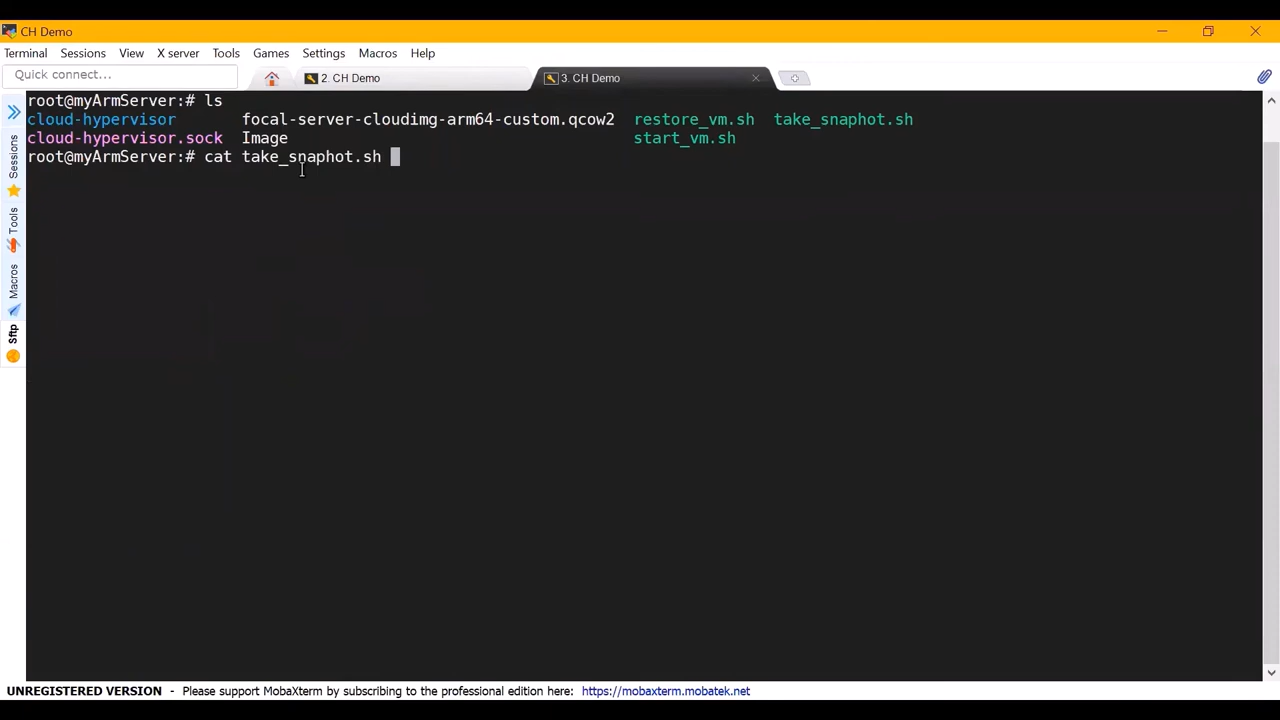 CH Demo
Terminal Sessions View X server Tools Games Settings Macros Help
Quick connect... 2. CH Demo 3. CH Demo
root@myArmServer:# ls
cloud-hypervisor focal-server-cloudimg-arm64-custom.qcow2 restore_vm.sh take_snaphot.sh
cloud-hypervisor.sock Image start_vm.sh
root@myArmServer:# cat take_snaphot.sh
Sessions
Tools
Macros
Sftp
UNREGISTERED VERSION - Please support MobaXterm by subscribing to the professional edition here: https://mobaxterm.mobatek.net